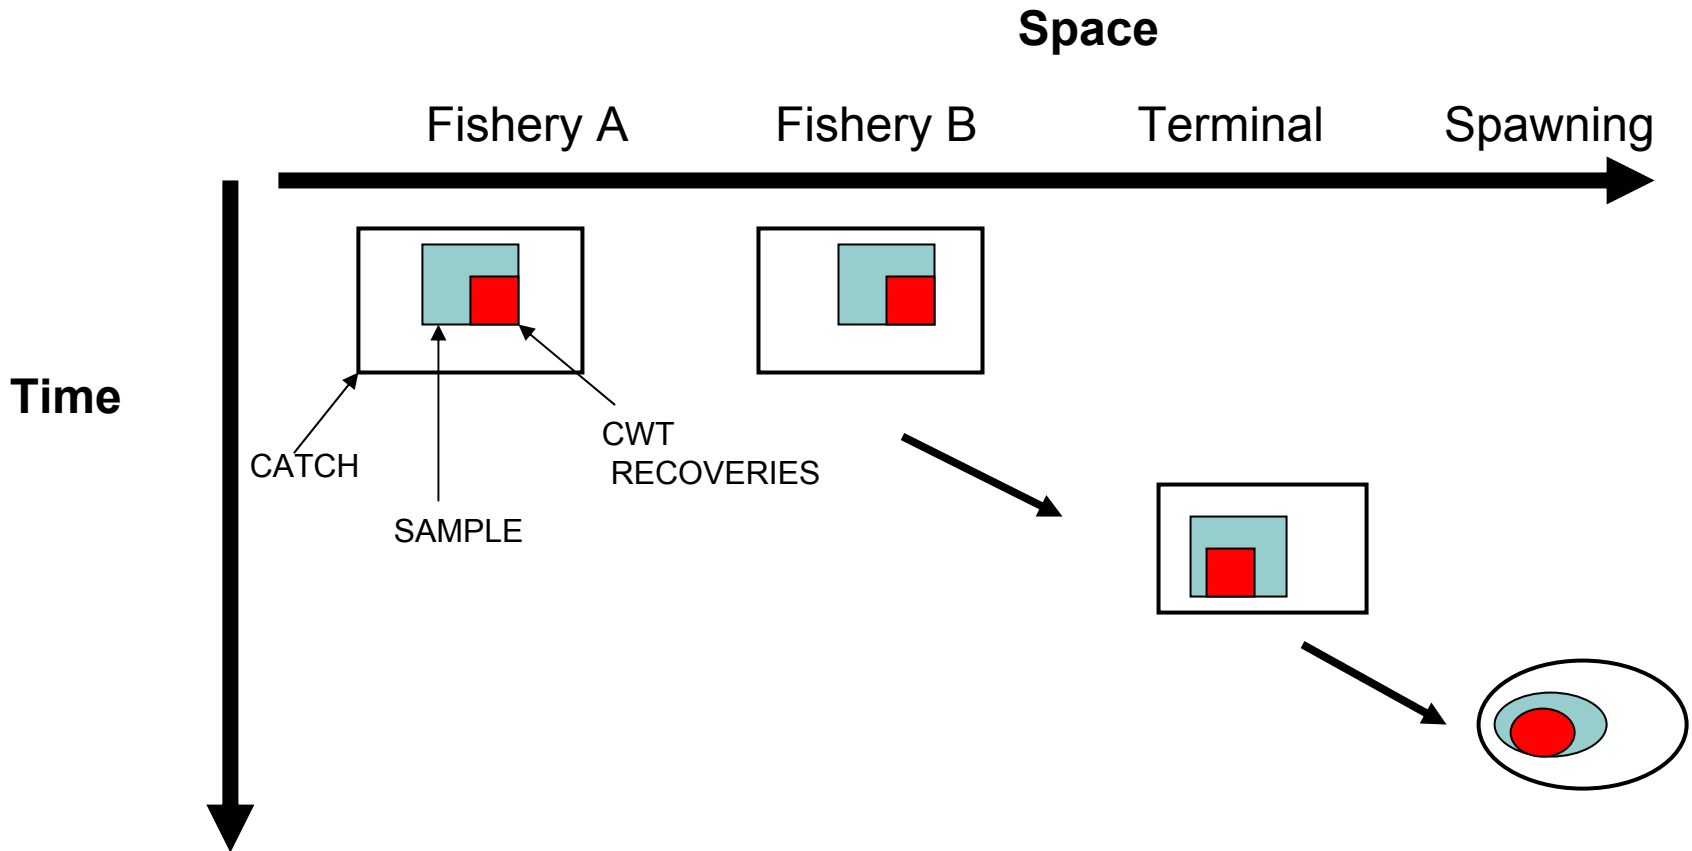 Space
Fishery A
Fishery B
Terminal
Spawning
Time
CATCH
SAMPLE
CWT
RECOVERIES